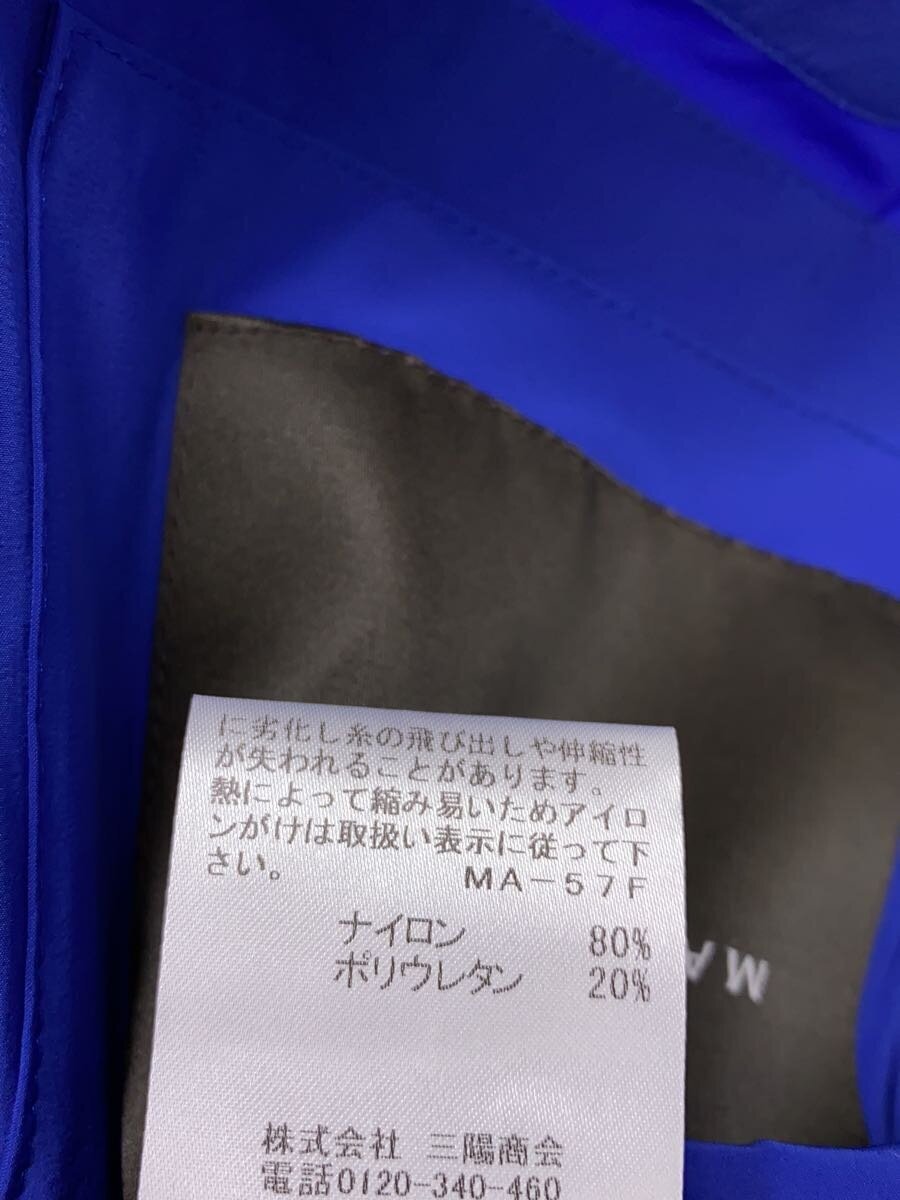 に劣化し糸の飛び出しや伸縮性
が失われることがあります。
熱によって縮み易いためアイロ
ンがけは取扱い表示に従って下
さい。 MA-57F
ナイロン 80%
ポリウレタン 20%
株式会社 三陽商会
電話0120-340-460
MA